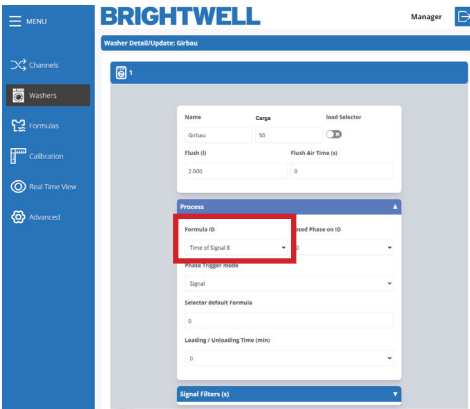 MENU
BRIGHTWELL
Manager
Washer Detail/Update: Girbau
Channels
Washers
Formulas
Calibration
Real Time View
Advanced
1
Name Carga load Selector
Girbau 50
Flush (l) Flush Air Time (s)
2.000 0
Process
Formula ID osed Phase on ID
Time of Signal 8 0
Phase Trigger mode
Signal
Selector default Formula
0
Loading / Unloading Time (min)
0
Signal Filters (s)